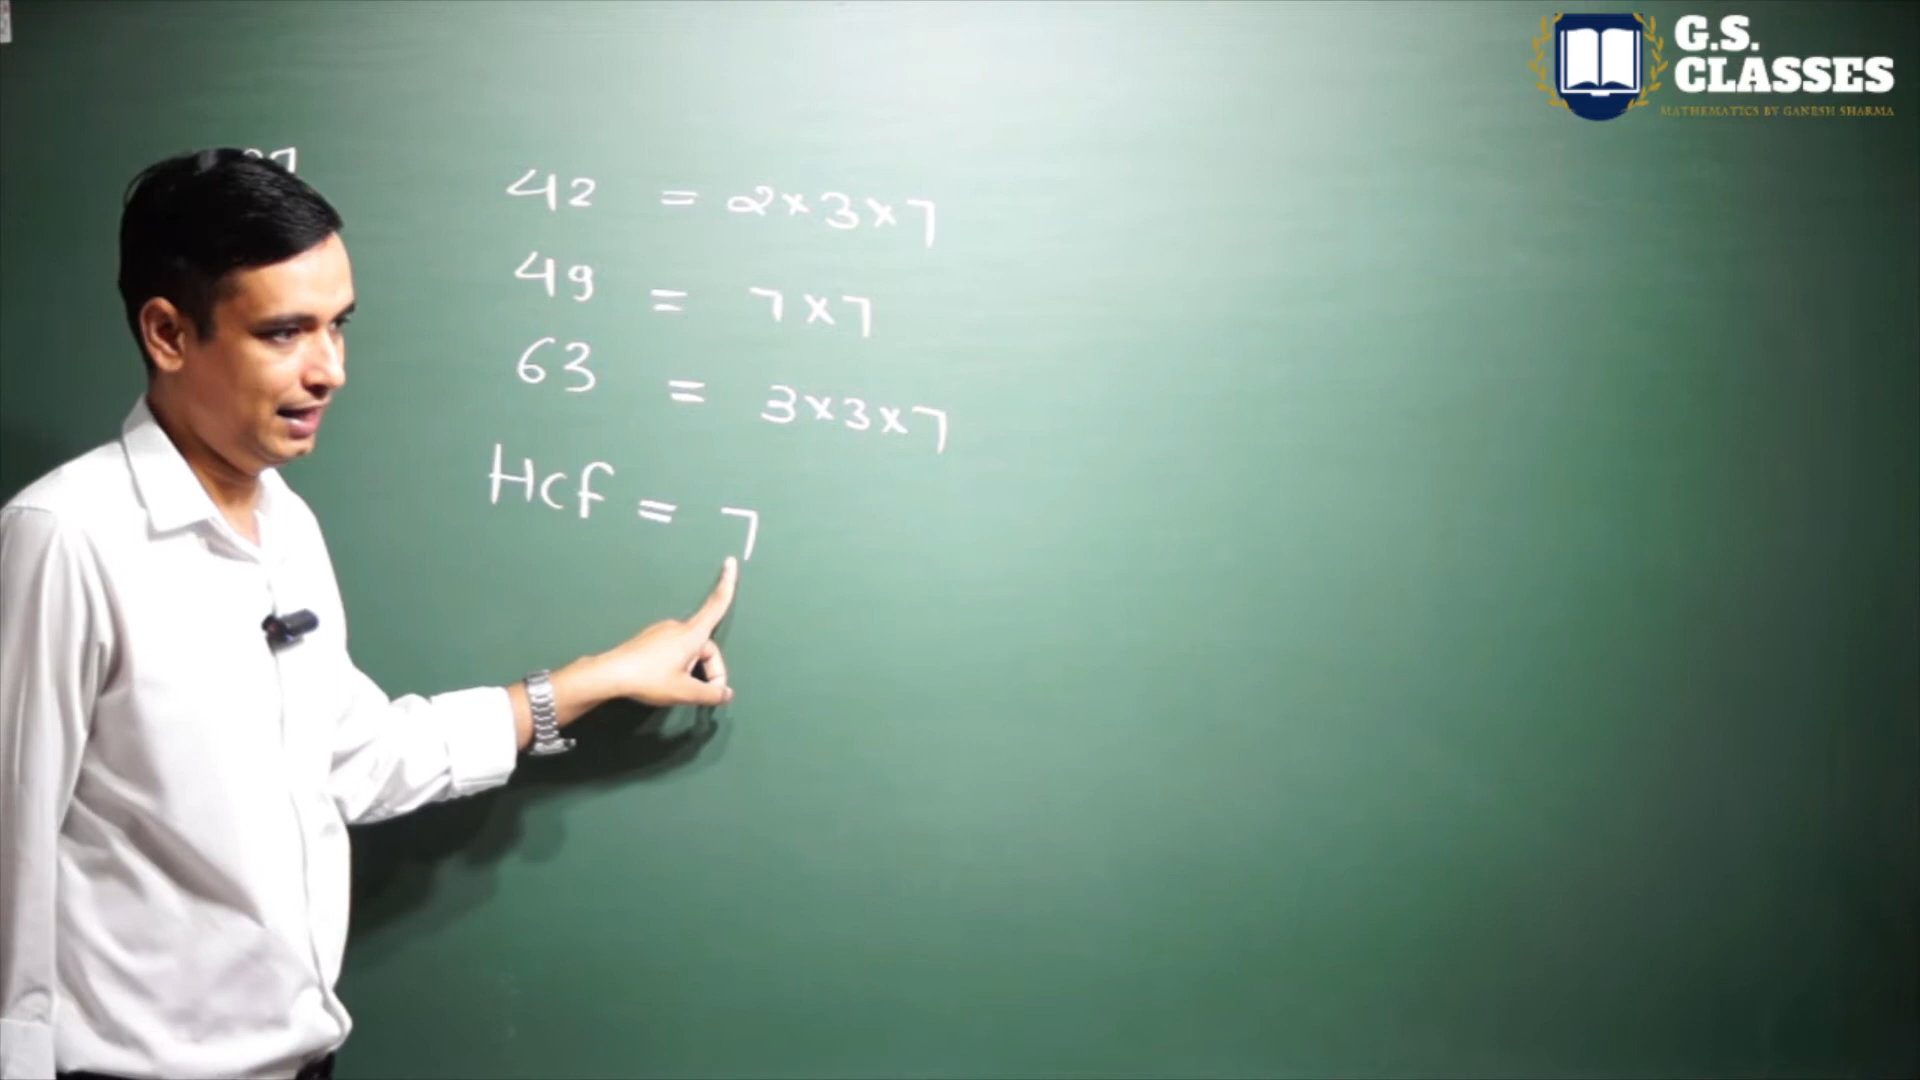 G.S.
CLASSES
MATHEMATICS BY GANESH SHARMA
42 = 2×3×7
49 = 7×7
63 = 3×3×7
Hcf = 7